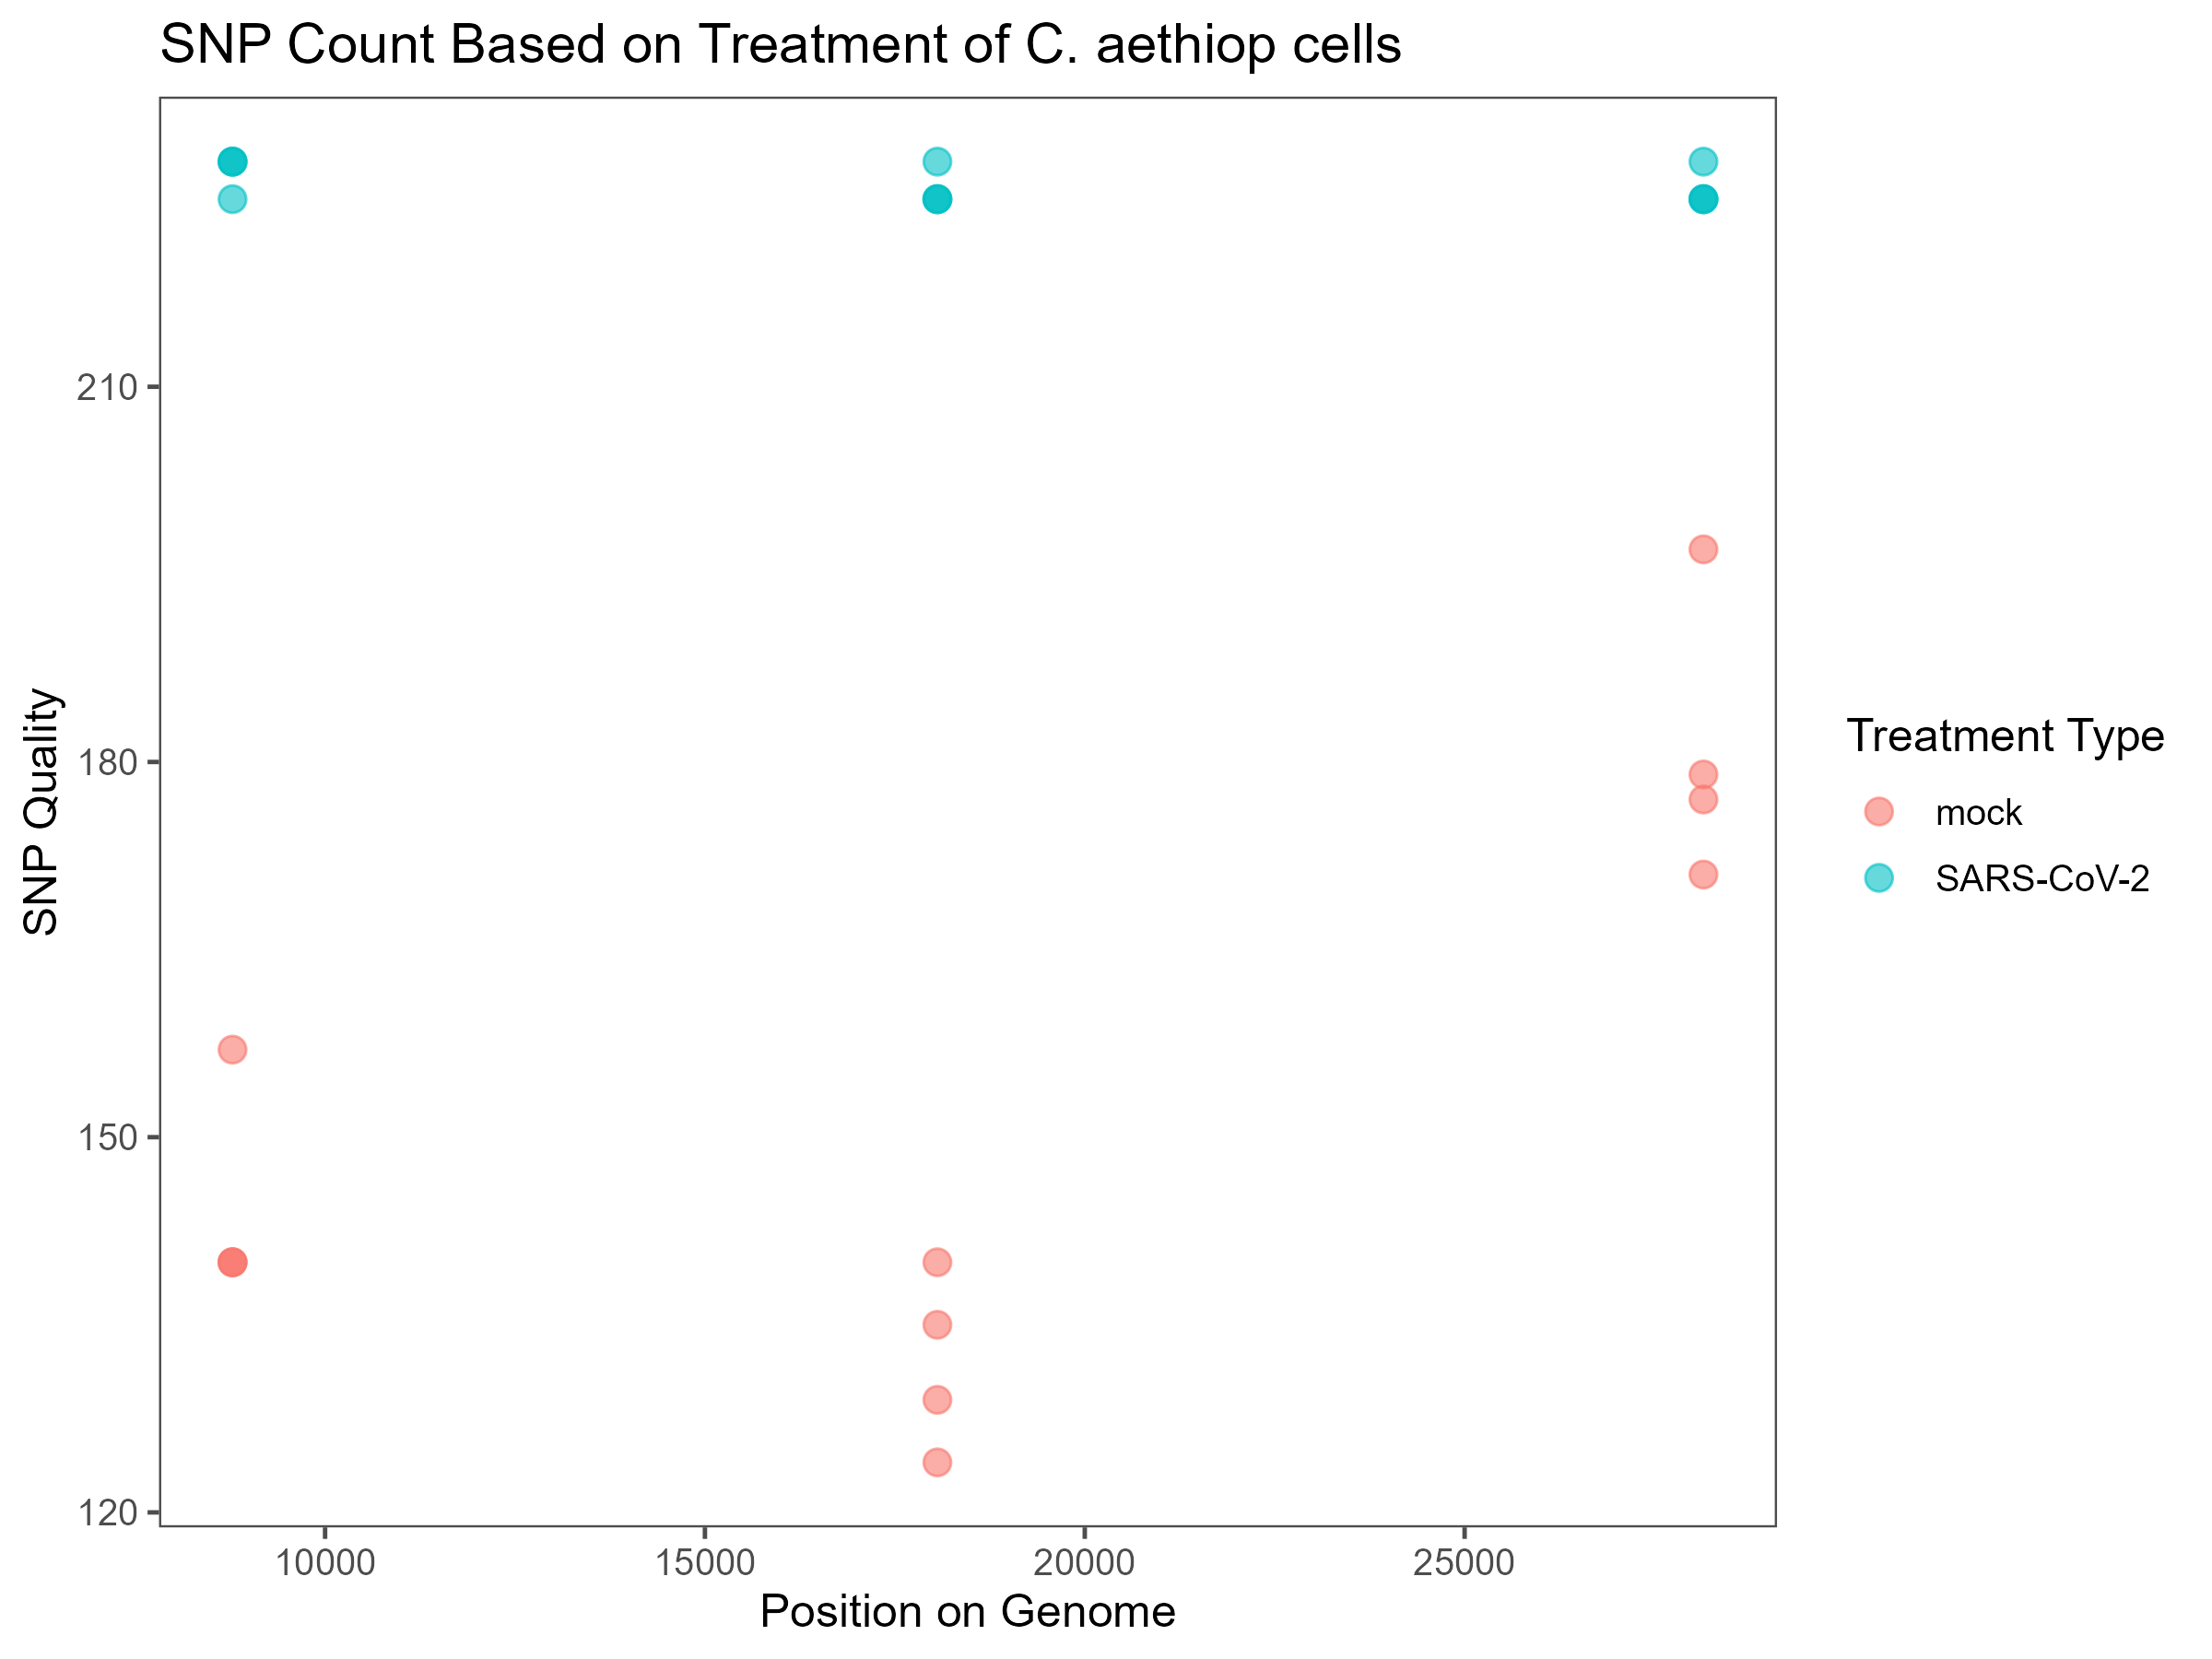 SNP Count Based on Treatment of C. aethiop cells
SNP Quality
210
180
150
120
10000 15000 20000 25000
Position on Genome
Treatment Type
mock
SARS-CoV-2